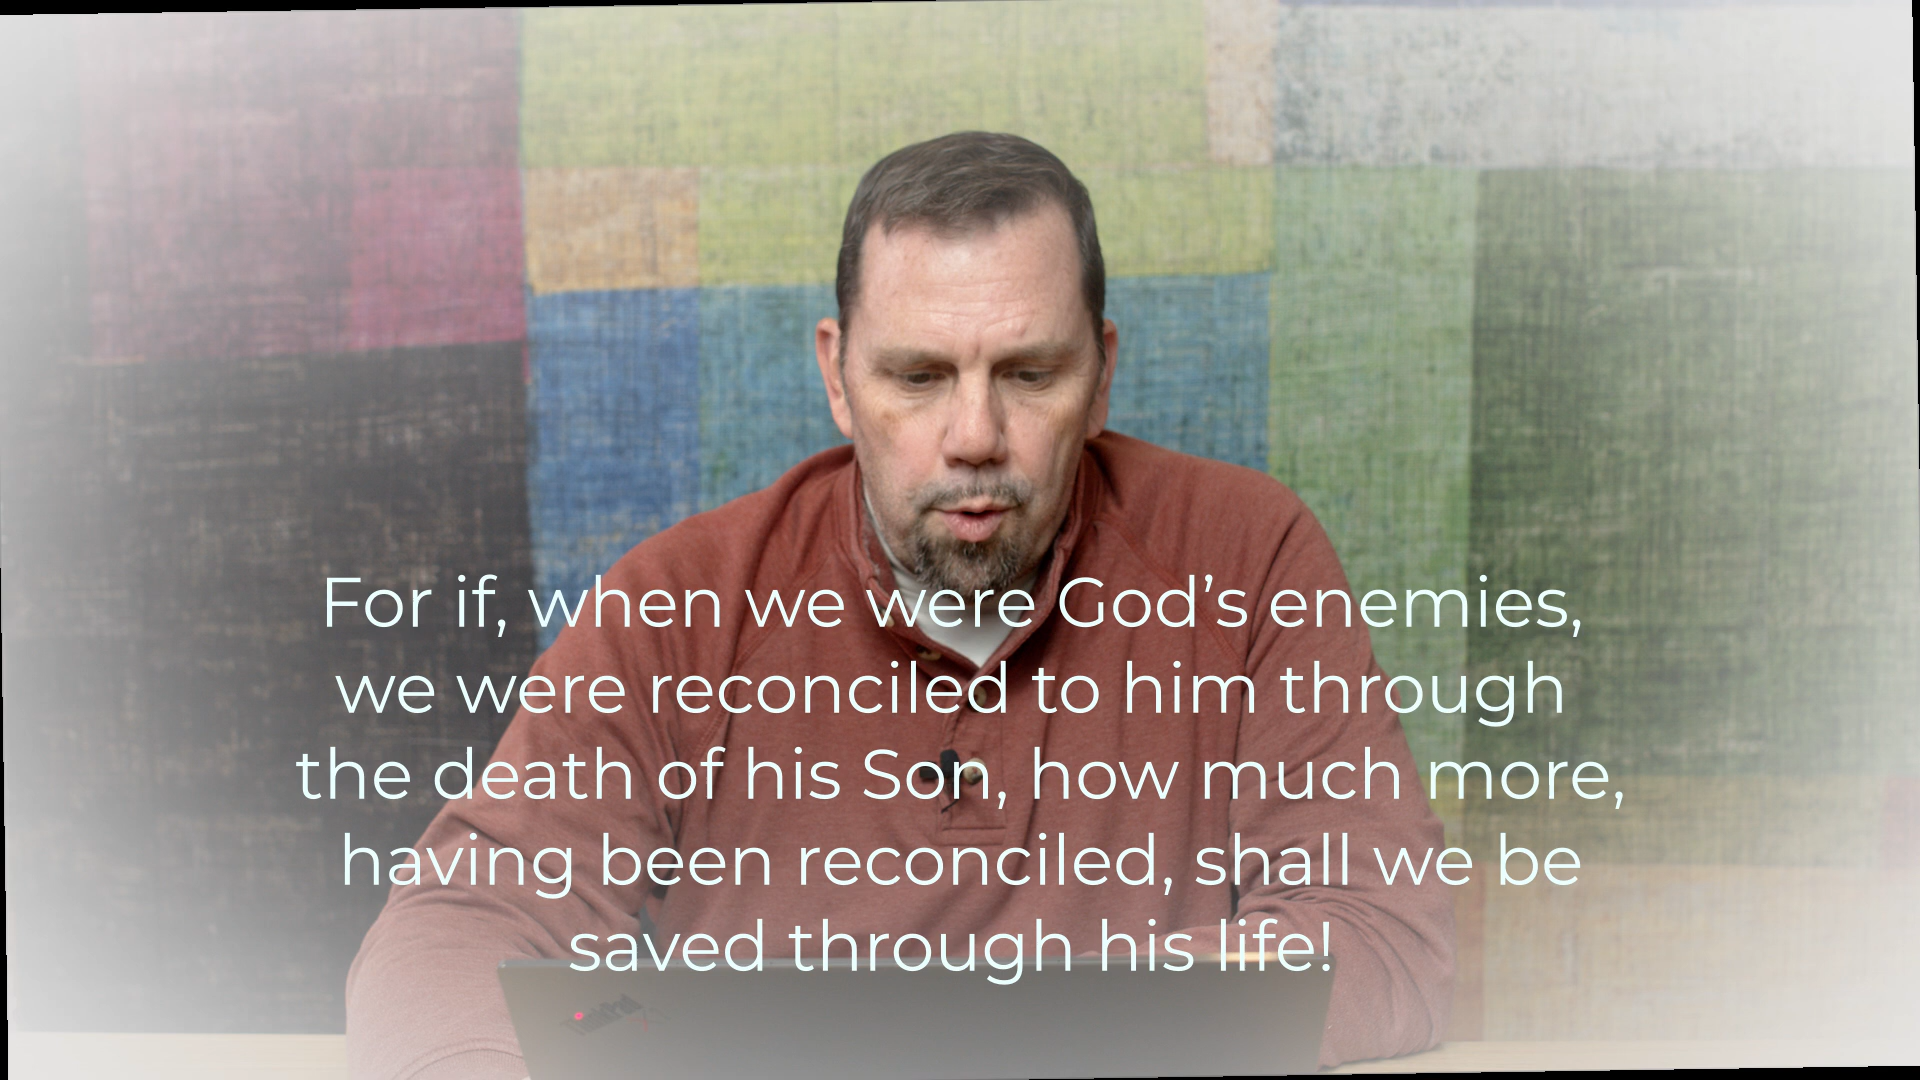 For if, when we were God’s enemies,
we were reconciled to him through
the death of his Son, how much more,
having been reconciled, shall we be
saved through his life!
ThinkPad